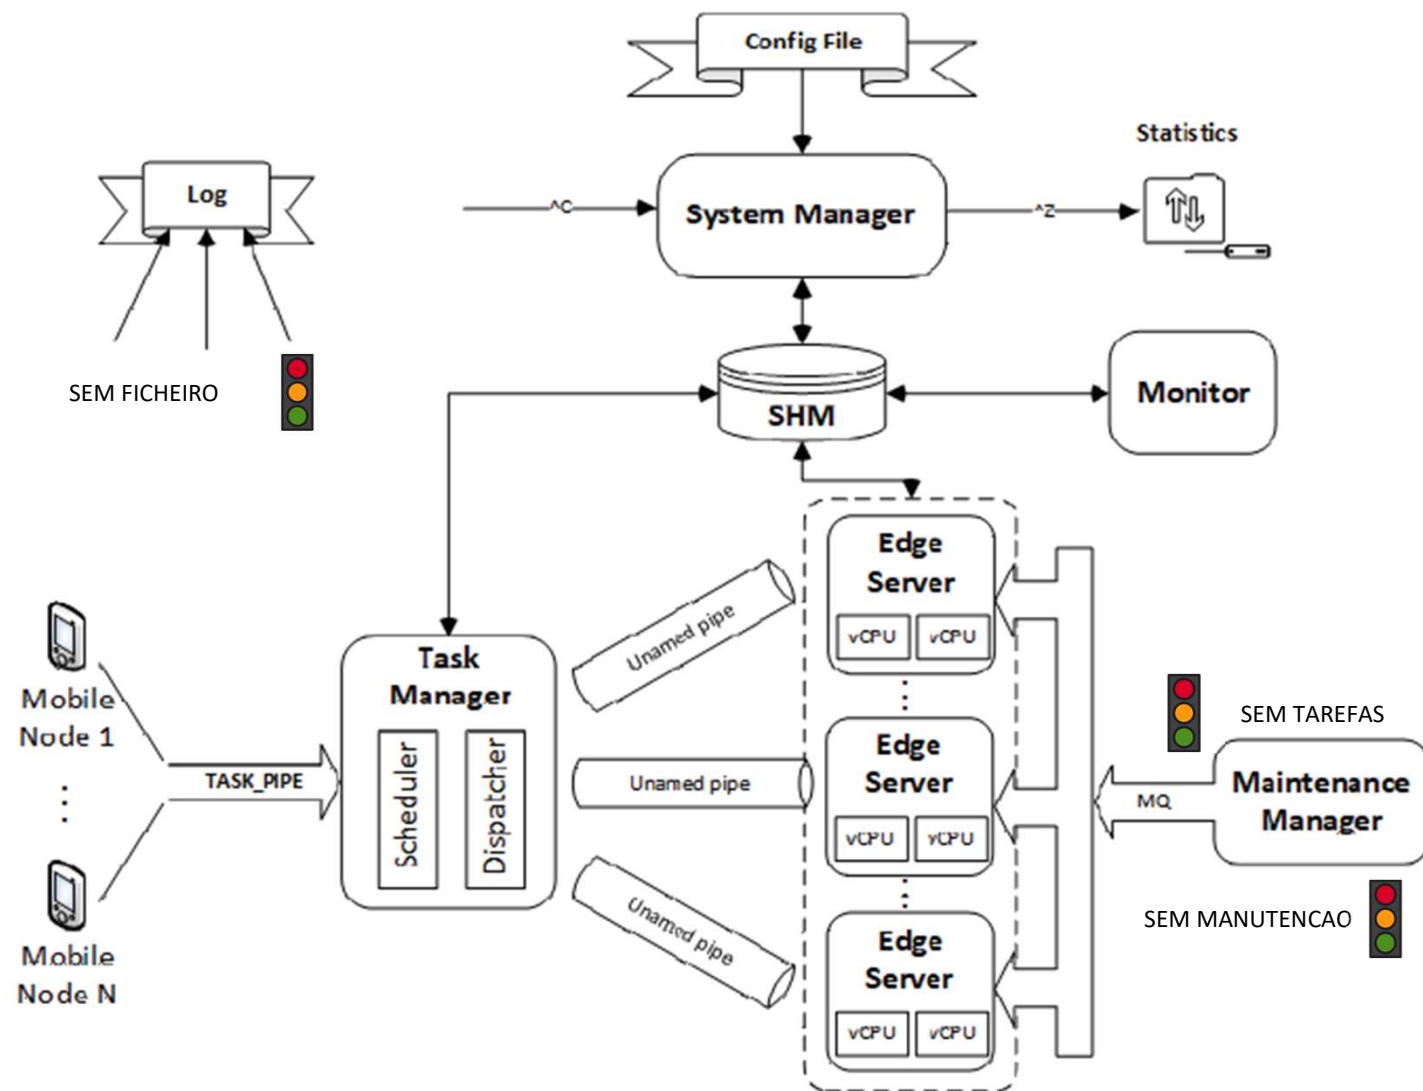 Config File
Statistics
Log
^C
System Manager
^Z
SEM FICHEIRO
SHM
Monitor
Edge
Server
vCPU vCPU
Unamed pipe
Task
Manager
Scheduler
Dispatcher
Mobile
Node 1
TASK_PIPE
Unamed pipe
Edge
Server
vCPU vCPU
SEM TAREFAS
MQ
Maintenance
Manager
SEM MANUTENCAO
Unamed pipe
Mobile
Node N
Edge
Server
vCPU vCPU